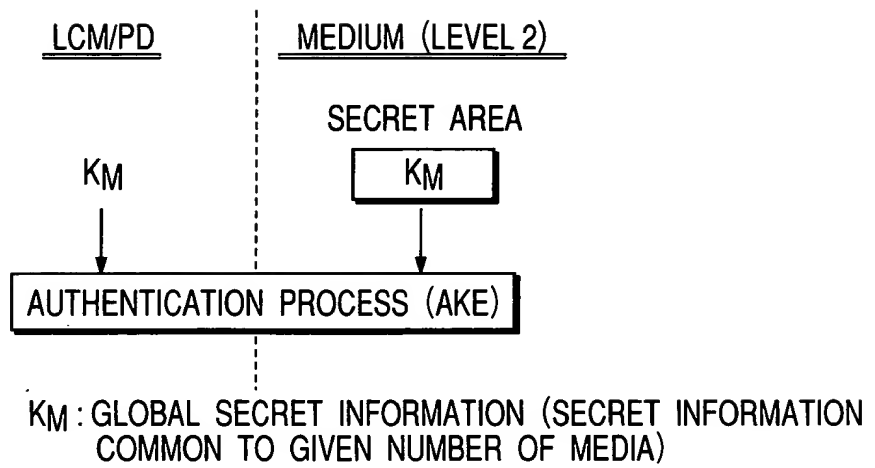 LCM/PD
MEDIUM (LEVEL 2)
SECRET AREA
KM
KM
AUTHENTICATION PROCESS (AKE)
KM : GLOBAL SECRET INFORMATION (SECRET INFORMATION
COMMON TO GIVEN NUMBER OF MEDIA)